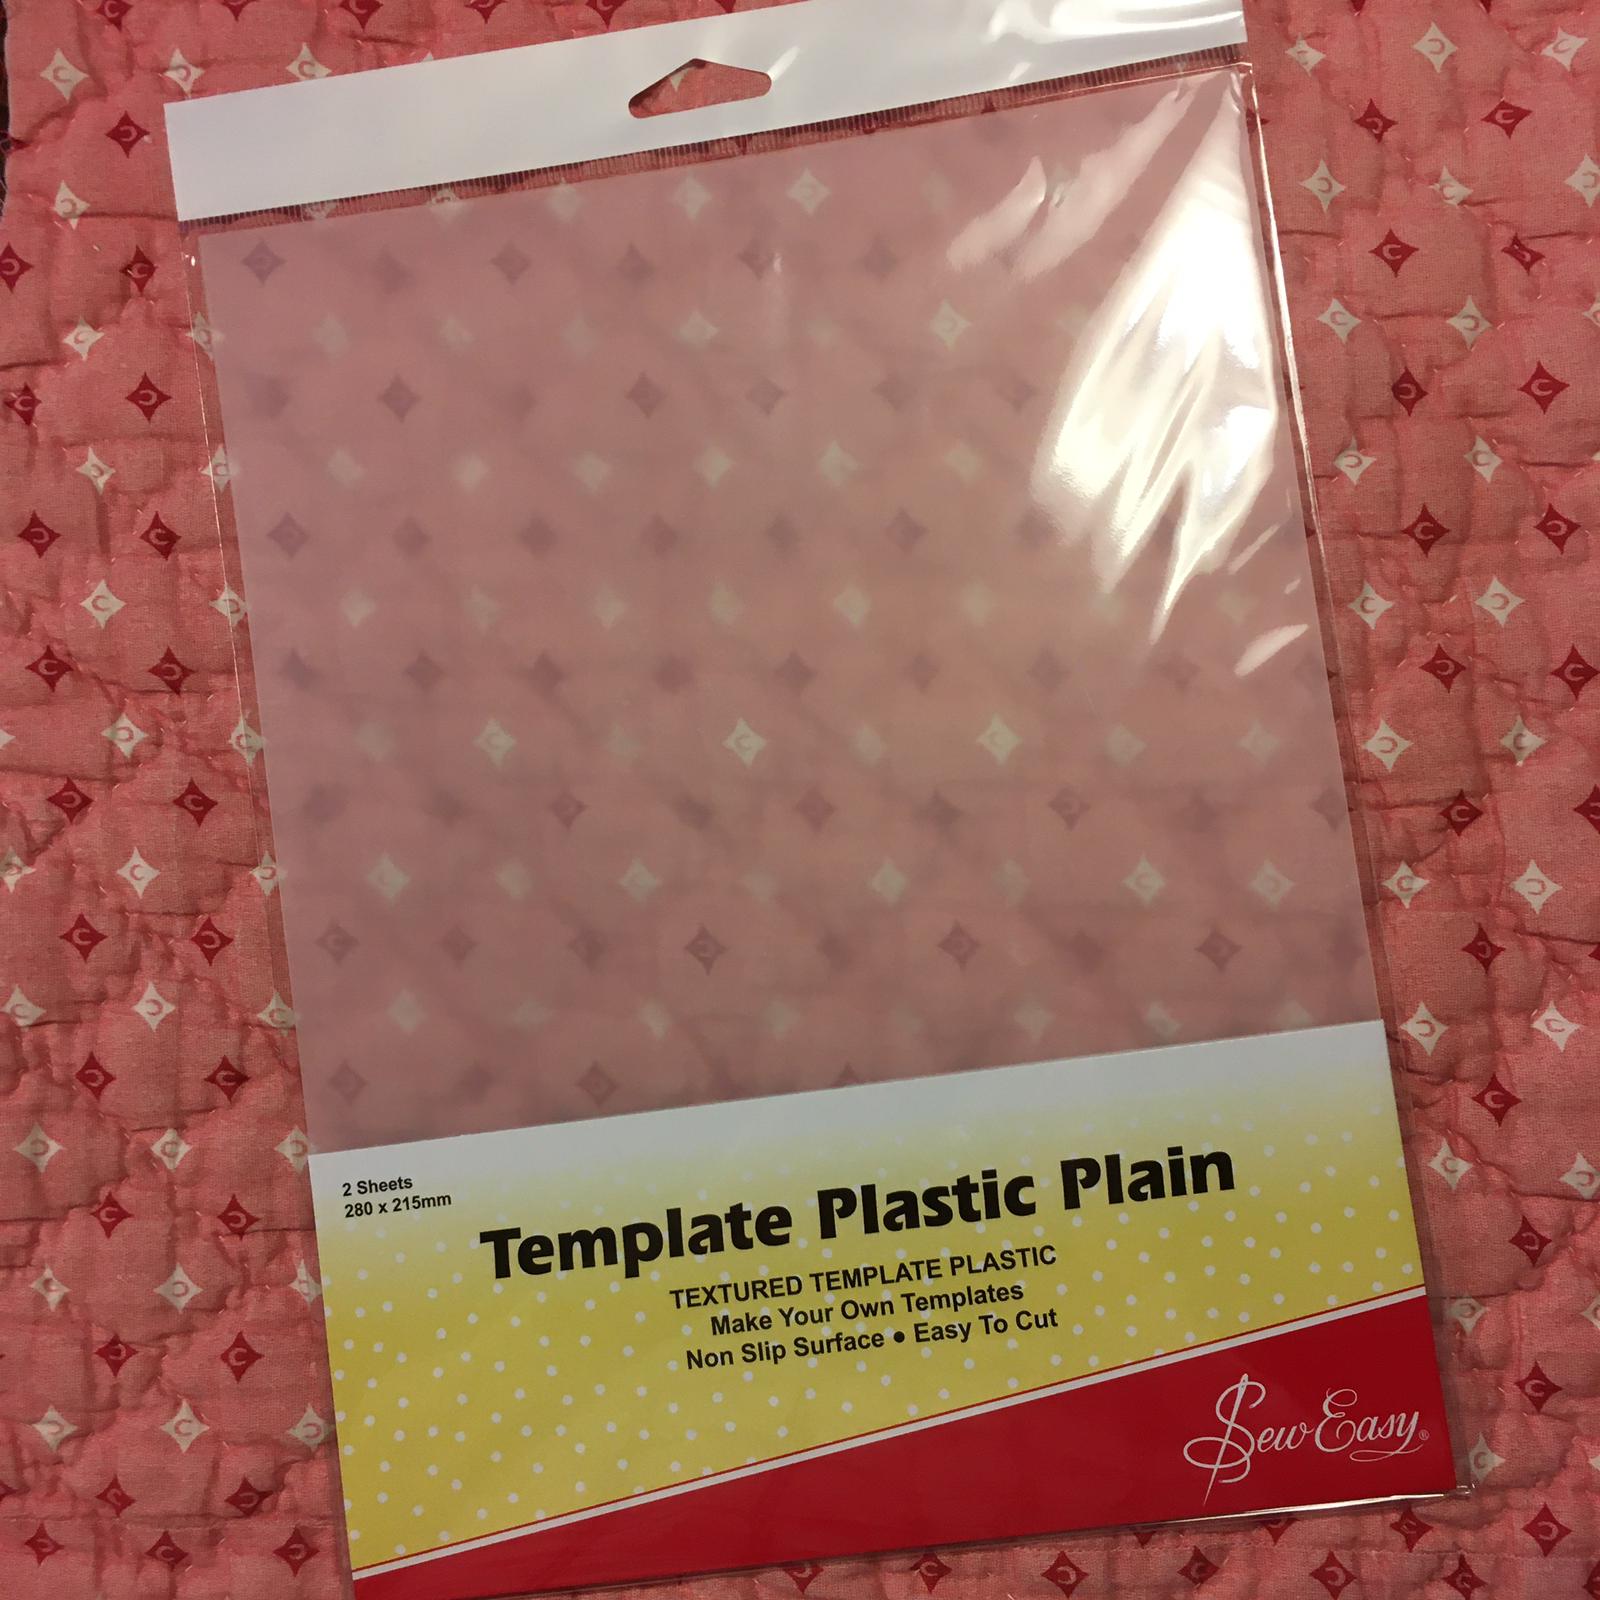 2 Sheets
280 x 215mm
Template Plastic Plain
TEXTURED TEMPLATE PLASTIC
Make Your Own Templates
Non Slip Surface • Easy To Cut
Sew Easy®